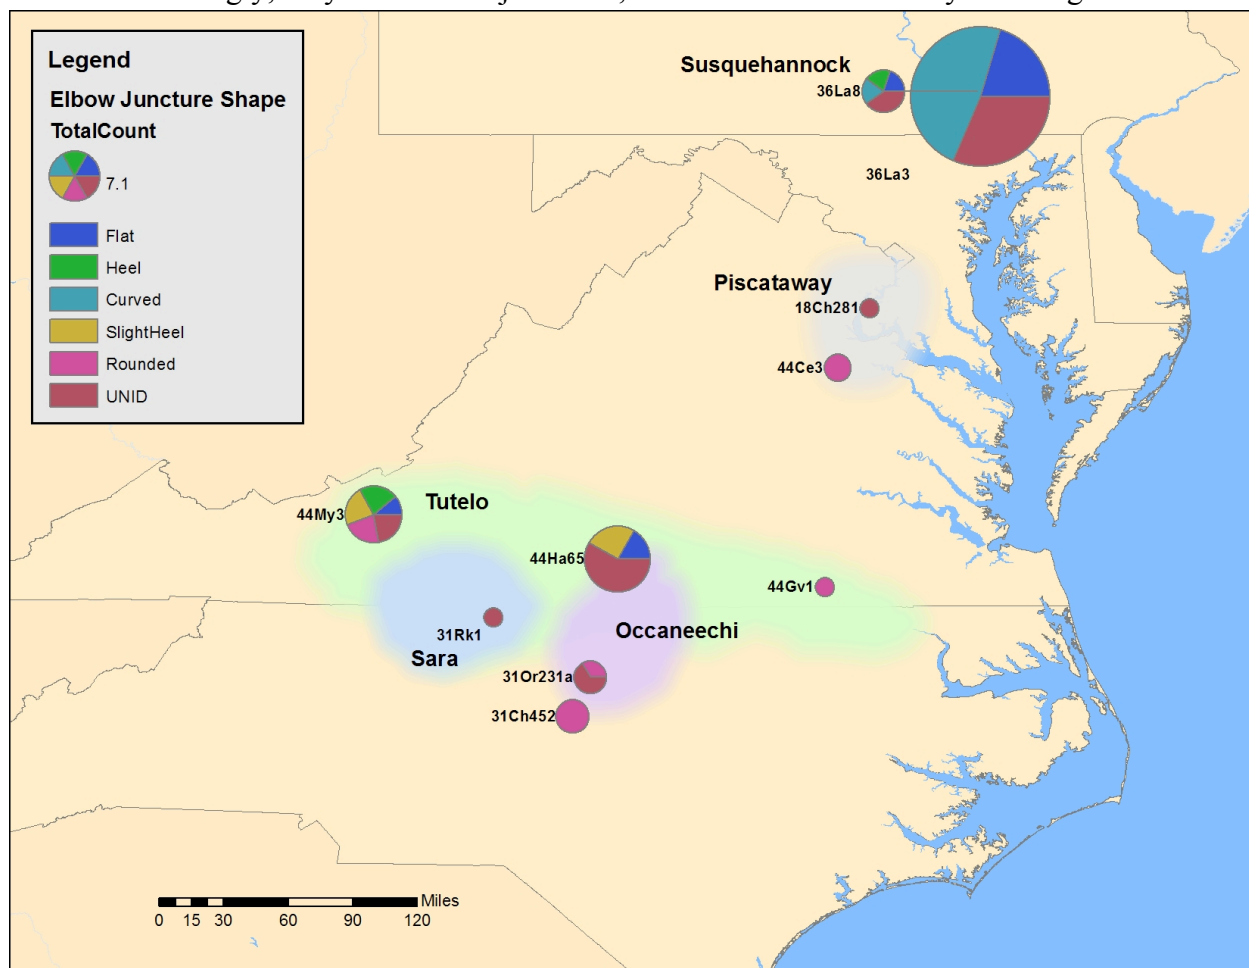 Legend
Elbow Juncture Shape
TotalCount
7.1
Flat
Heel
Curved
SlightHeel
Rounded
UNID
Susquehannock
36La8
36La3
Piscataway
18Ch281
44Ce3
Tutelo
44My3
44Ha65
44Gv1
31Rk1
Sara
Occaneechi
31Or231a
31Ch452
Miles
0 15 30 60 90 120